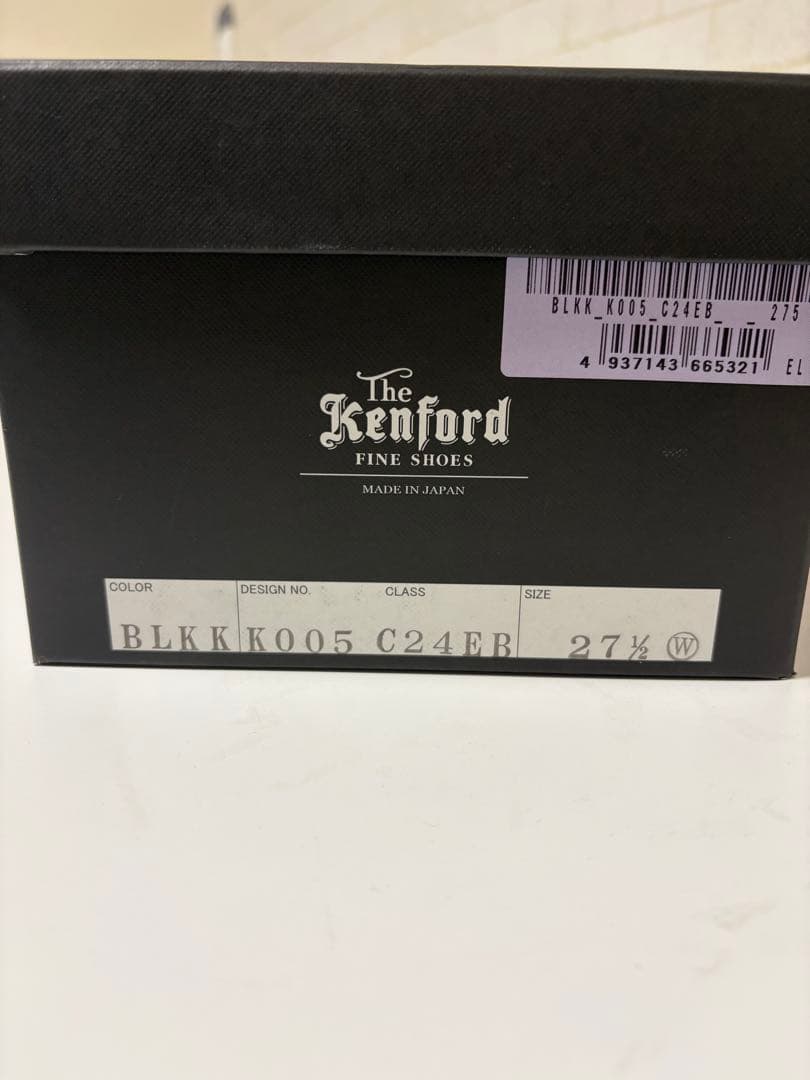 BLKK_K005_C24EB_ _ 275
4 937143 665321 EL
The
Kenford
FINE SHOES
MADE IN JAPAN
COLOR DESIGN NO. CLASS SIZE
BLKK K005 C24EB 27½ Ⓦ